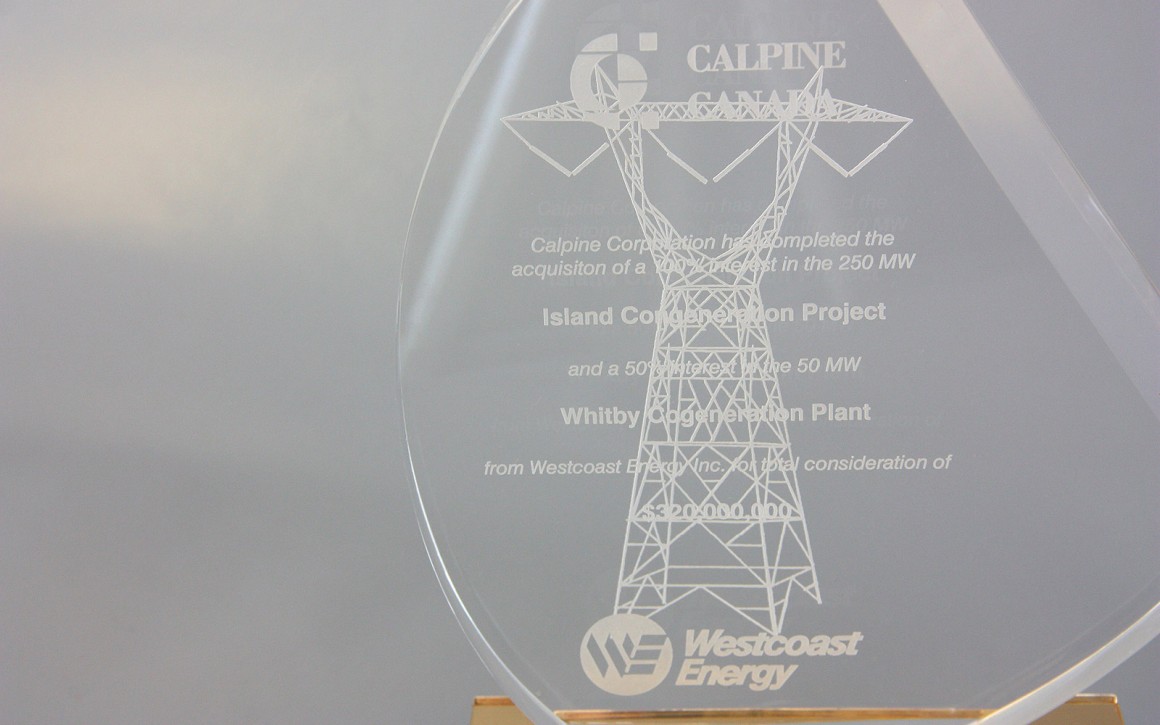 CALPINE
CANADA
Calpine Corporation has completed the
acquisiton of a 100% interest in the 250 MW
Island Congeneration Project
and a 50% interest in the 50 MW
Whitby Cogeneration Plant
from Westcoast Energy Inc. for total consideration of
$320,000,000
WE Westcoast
Energy